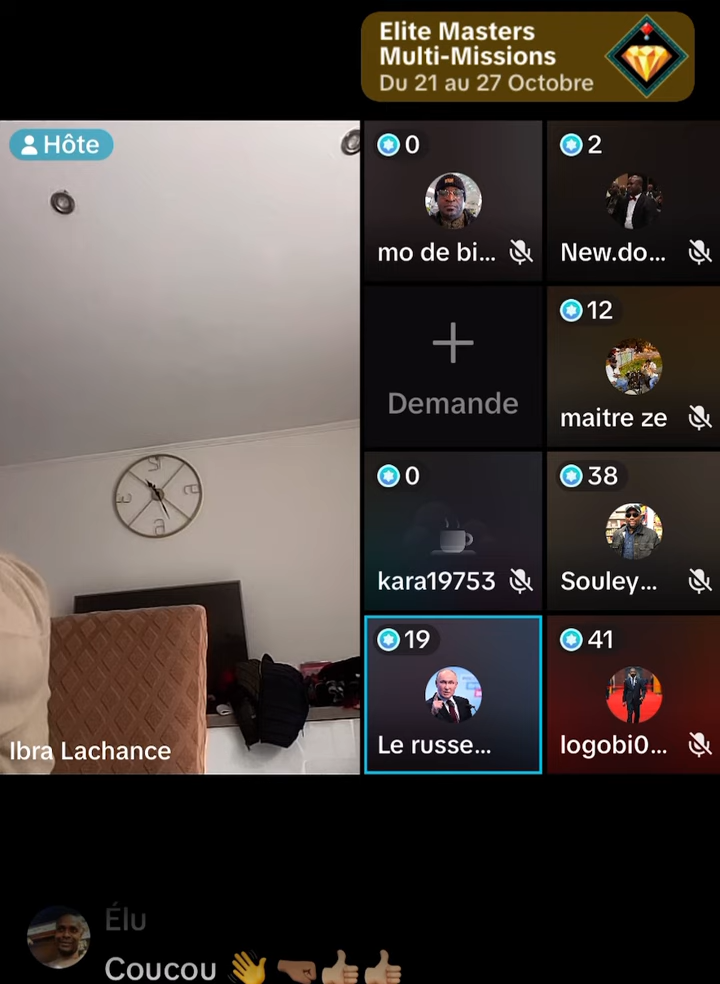 Elite Masters
Multi-Missions
Du 21 au 27 Octobre
Hôte
0
2
mo de bi...
New.do...
12
Demande
maitre ze
0
38
kara19753
Souley...
19
41
Le russe...
logobi0...
Ibra Lachance
Élu
Coucou 👋🤜👍👍